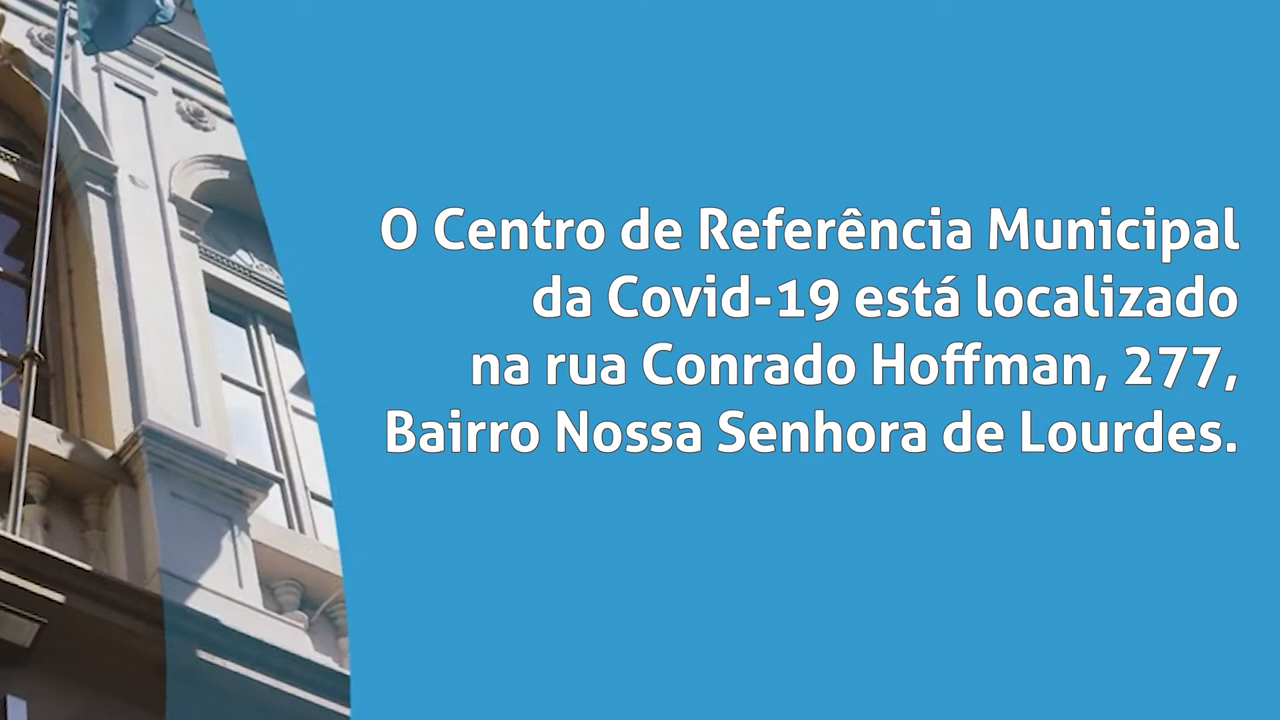 O Centro de Referência Municipal
da Covid-19 está localizado
na rua Conrado Hoffman, 277,
Bairro Nossa Senhora de Lourdes.